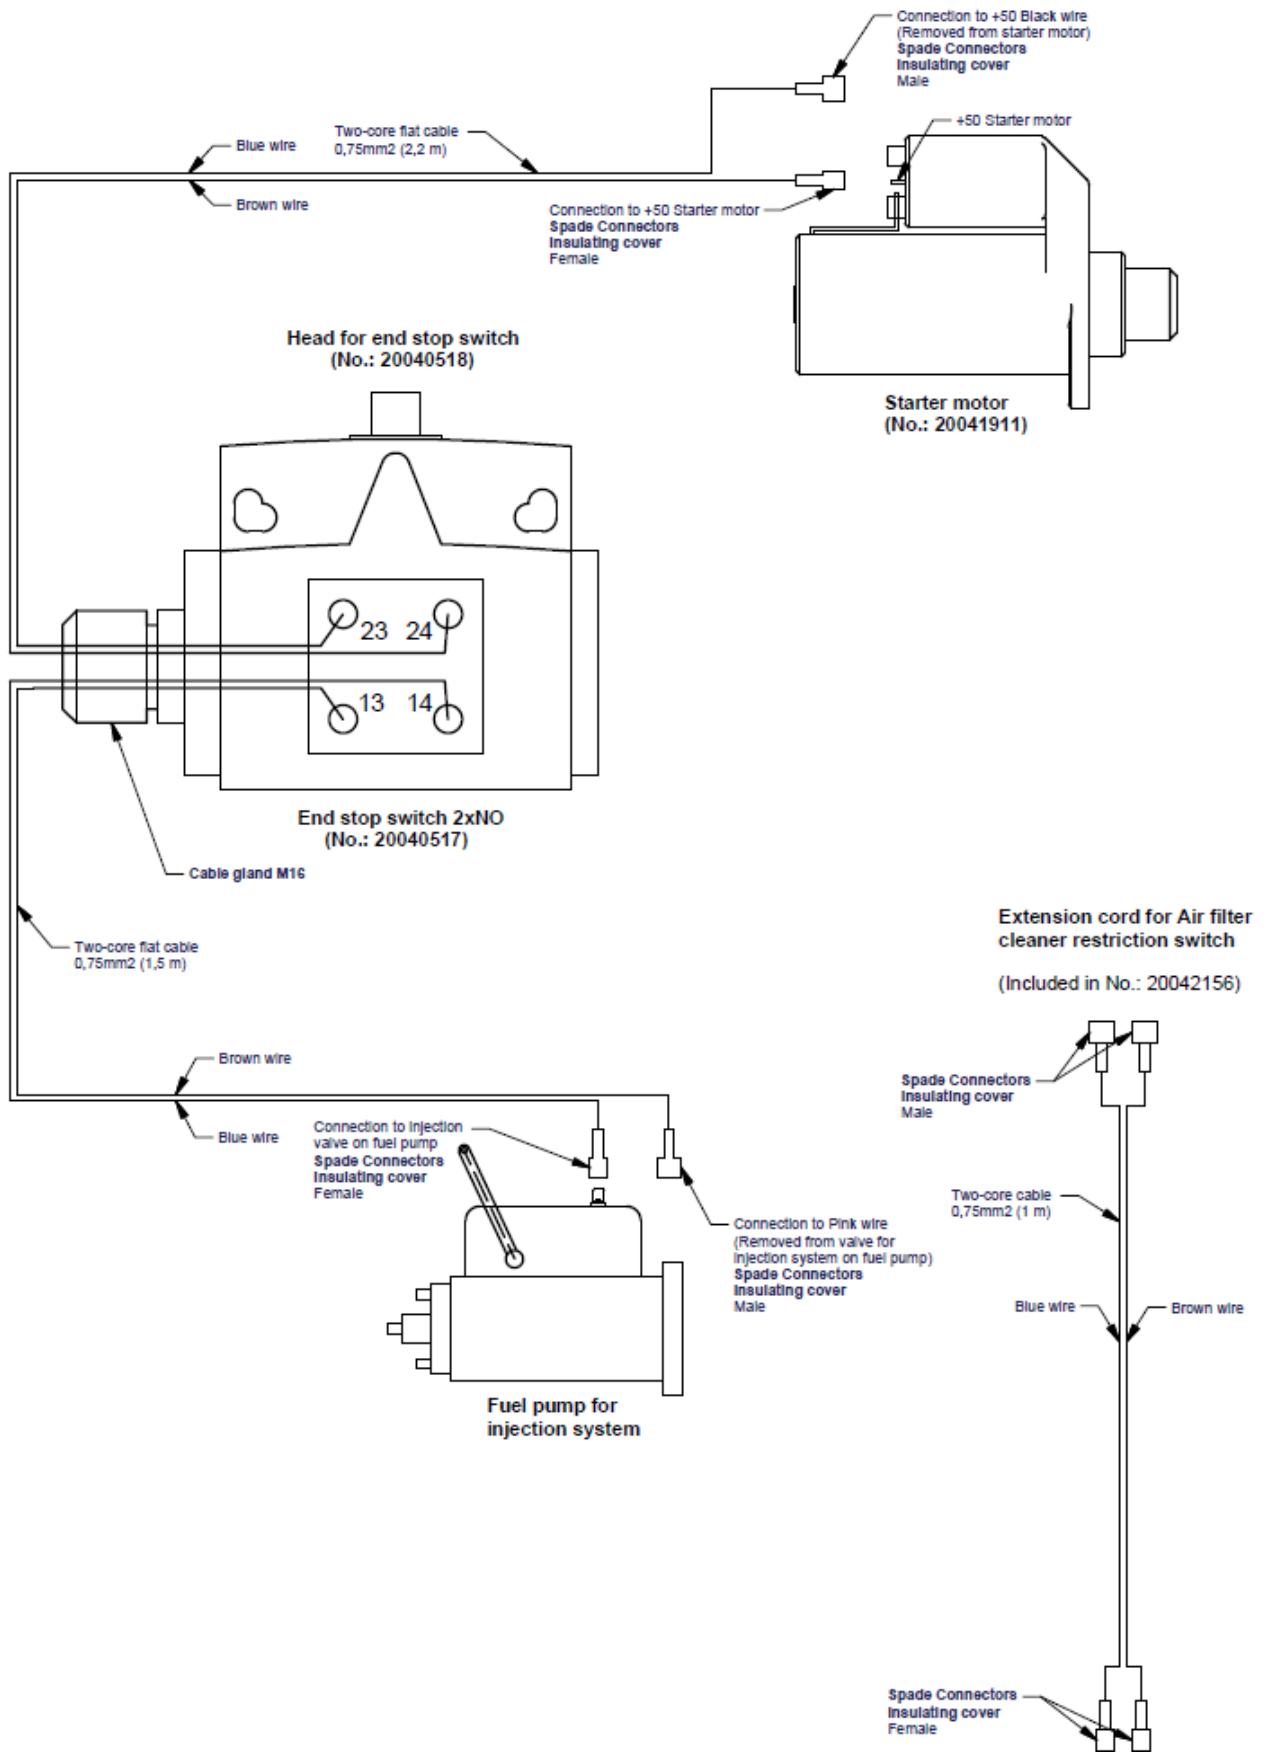 Connection to +50 Black wire
(Removed from starter motor)
Spade Connectors
Insulating cover
Male
+50 Starter motor
Two-core flat cable
0,75mm2 (2,2 m)
Blue wire
Brown wire
Connection to +50 Starter motor
Spade Connectors
Insulating cover
Female
Head for end stop switch
(No.: 20040518)
Starter motor
(No.: 20041911)
23 24
13 14
End stop switch 2xNO
(No.: 20040517)
Cable gland M16
Two-core flat cable
0,75mm2 (1,5 m)
Extension cord for Air filter
cleaner restriction switch
(Included in No.: 20042156)
Brown wire
Blue wire
Connection to Injection
valve on fuel pump
Spade Connectors
Insulating cover
Female
Spade Connectors
Insulating cover
Male
Two-core cable
0,75mm2 (1 m)
Connection to Pink wire
(Removed from valve for
Injection system on fuel pump)
Spade Connectors
Insulating cover
Male
Blue wire
Brown wire
Fuel pump for
injection system
Spade Connectors
Insulating cover
Female